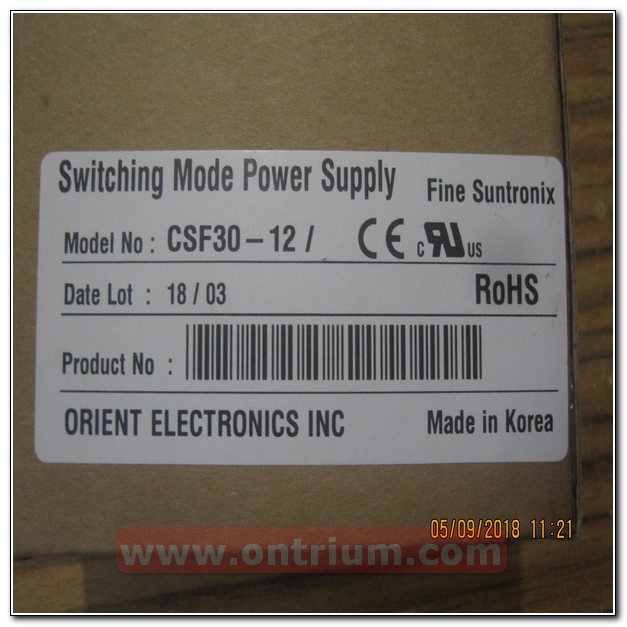 Switching Mode Power Supply Fine Suntronix
Model No : CSF30-12 / CE c RU US
Date Lot : 18 / 03 RoHS
Product No :
ORIENT ELECTRONICS INC Made in Korea
05/09/2018 11:21
www.ontrium.com